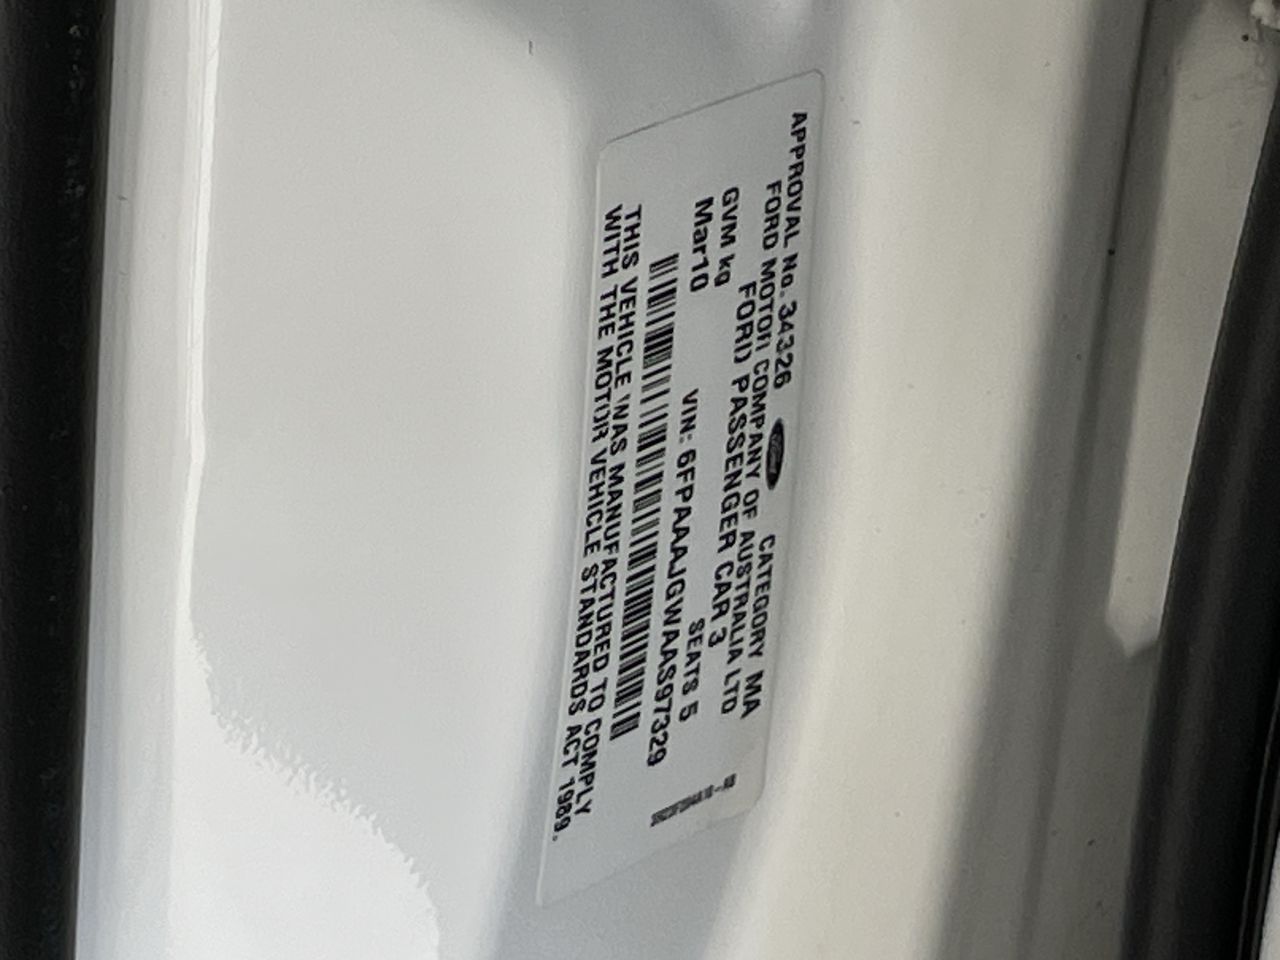 APPROVAL No. 34326 Ford CATEGORY MA
FORD MOTOR COMPANY OF AUSTRALIA LTD
FORD PASSENGER CAR 3
GVM kg SEATS 5
Mar10 VIN: 6FPAAAJGWAAS97329
THIS VEHICLE WAS MANUFACTURED TO COMPLY
WITH THE MOTOR VEHICLE STANDARDS ACT 1989.